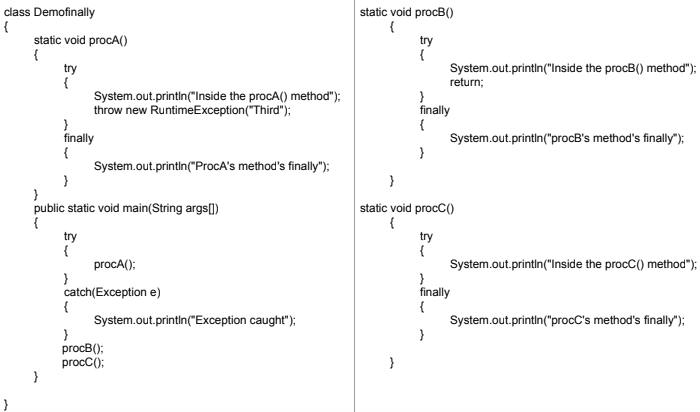 class Demofinally
{
static void procA()
{
try
{
System.out.println("Inside the procA() method");
throw new RuntimeException("Third");
}
finally
{
System.out.println("ProcA's method's finally");
}
}
public static void main(String args[])
{
try
{
procA();
}
catch(Exception e)
{
System.out.println("Exception caught");
}
procB();
procC();
}
}
static void procB()
{
try
{
System.out.println("Inside the procB() method");
return;
}
finally
{
System.out.println("procB's method's finally");
}
}
static void procC()
{
try
{
System.out.println("Inside the procC() method");
}
finally
{
System.out.println("procC's method's finally");
}
}